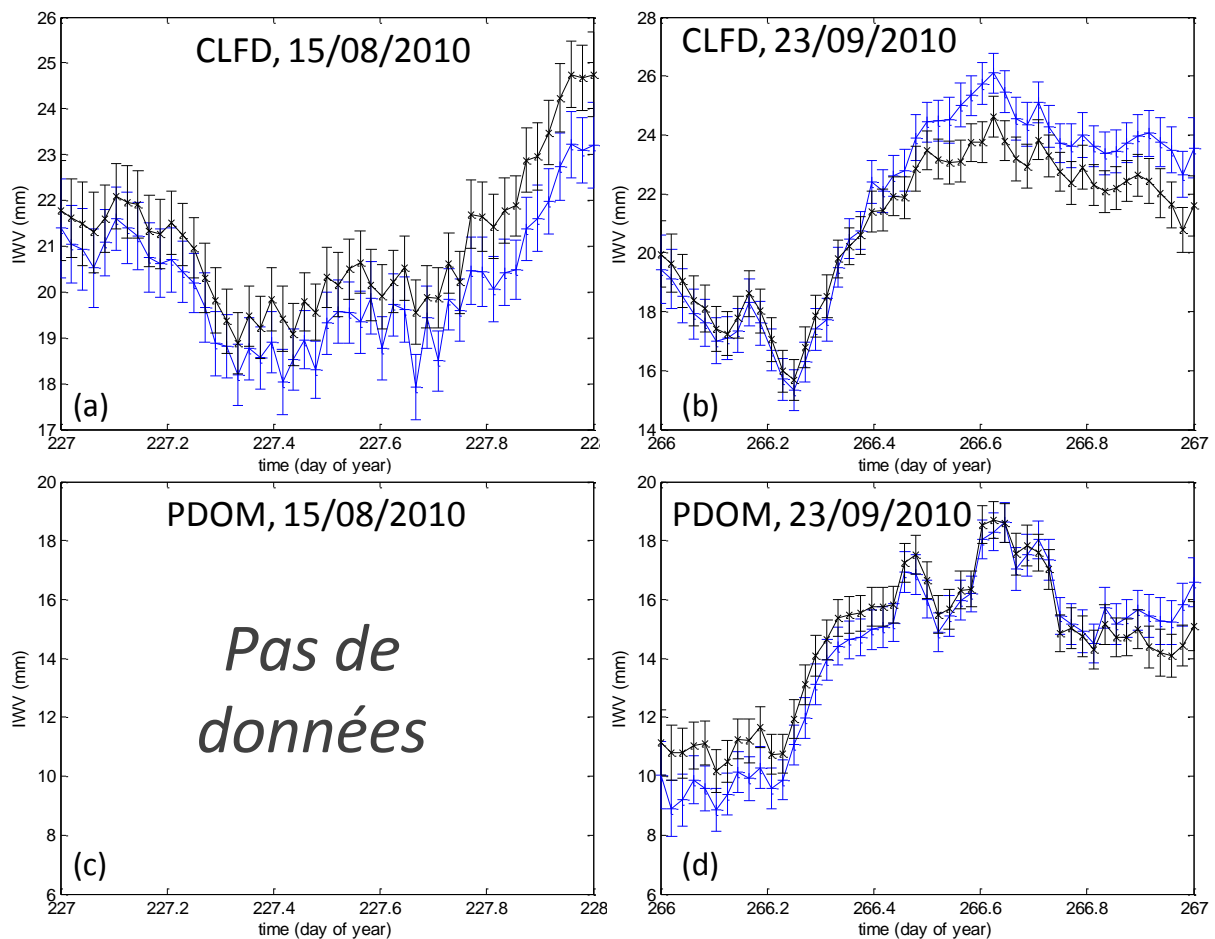 CLFD, 15/08/2010
26
25
24
23
22
21
20
19
18
17
IWV (mm)
(a)
227 227.2 227.4 227.6 227.8 228
time (day of year)
CLFD, 23/09/2010
28
26
24
22
20
18
16
14
IWV (mm)
(b)
266 266.2 266.4 266.6 266.8 267
time (day of year)
PDOM, 15/08/2010
20
18
16
14
12
10
8
6
IWV (mm)
Pas de
données
(c)
227 227.2 227.4 227.6 227.8 228
time (day of year)
PDOM, 23/09/2010
20
18
16
14
12
10
8
6
IWV (mm)
(d)
266 266.2 266.4 266.6 266.8 267
time (day of year)